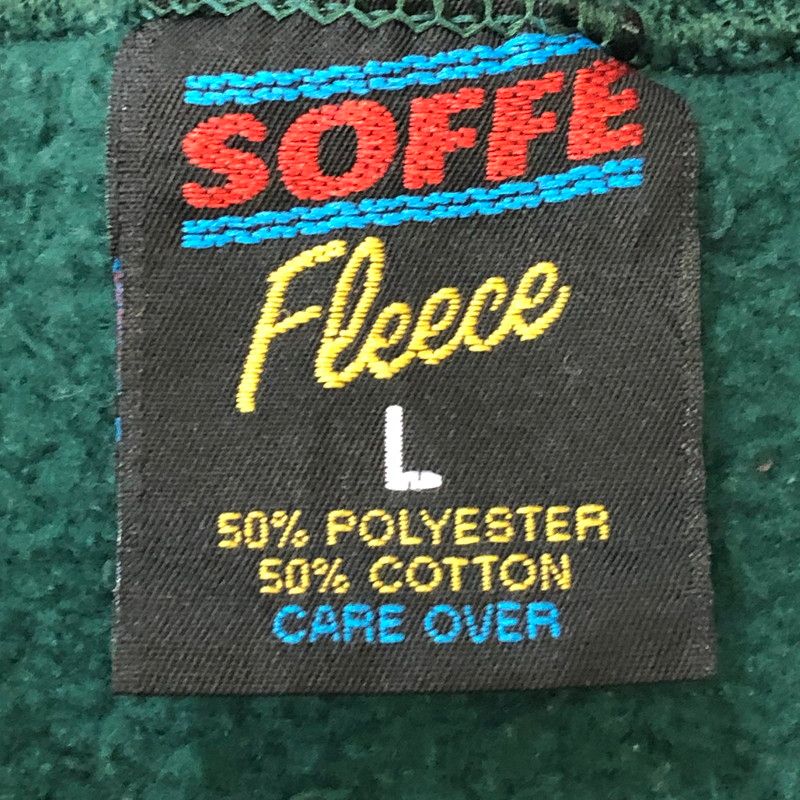 SOFFE
Fleece
L
50% POLYESTER
50% COTTON
CARE OVER